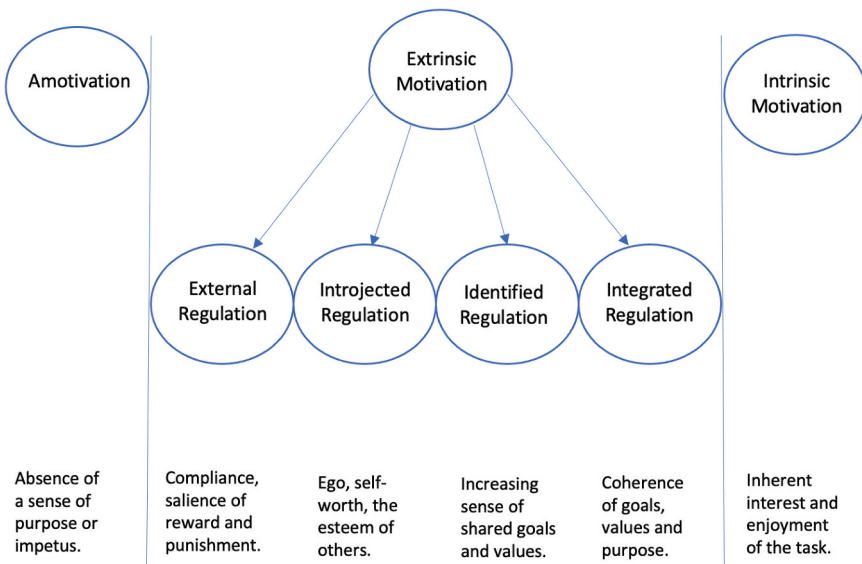 Amotivation
Extrinsic
Motivation
Intrinsic
Motivation
External
Regulation
Introjected
Regulation
Identified
Regulation
Integrated
Regulation
Absence of
a sense of
purpose or
impetus.
Compliance,
salience of
reward and
punishment.
Ego, self-
worth, the
esteem of
others.
Increasing
sense of
shared goals
and values.
Coherence
of goals,
values and
purpose.
Inherent
interest and
enjoyment
of the task.